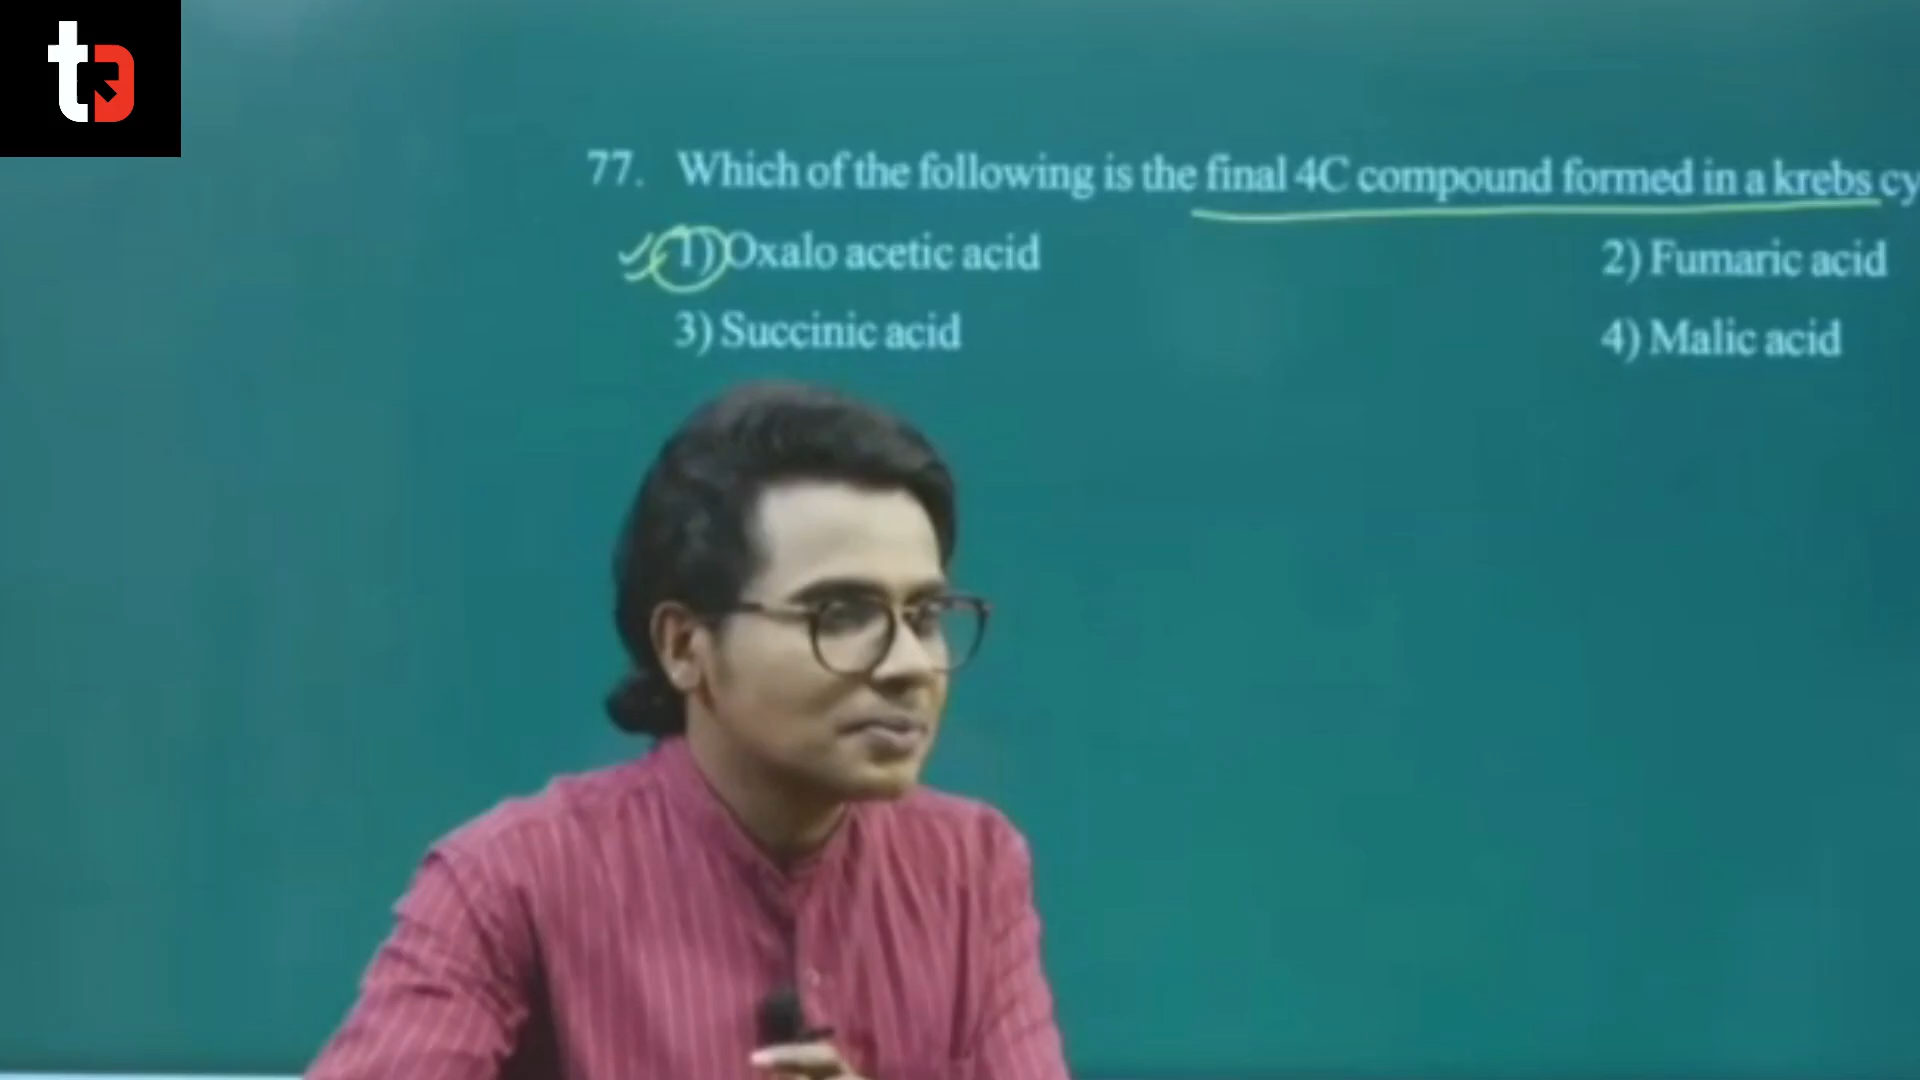 77. Which of the following is the final 4C compound formed in a krebs
1) Oxalo acetic acid 2) Fumaric acid
3) Succinic acid 4) Malic acid